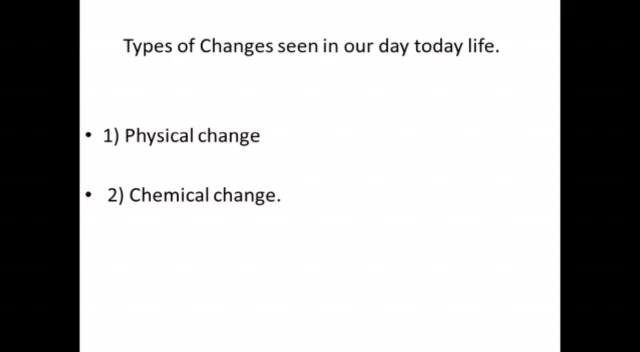 Types of Changes seen in our day today life.
• 1) Physical change
• 2) Chemical change.